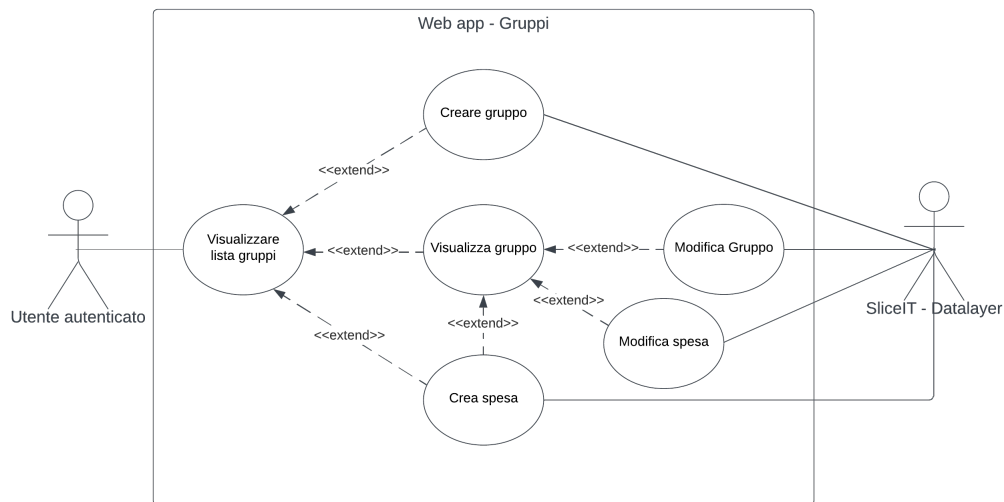 Web app - Gruppi
Creare gruppo
<<extend>>
Visualizzare
lista gruppi
<<extend>>
Visualizza gruppo
<<extend>>
Modifica Gruppo
<<extend>>
Utente autenticato
SliceIT - Datalayer
<<extend>>
<<extend>>
Modifica spesa
Crea spesa